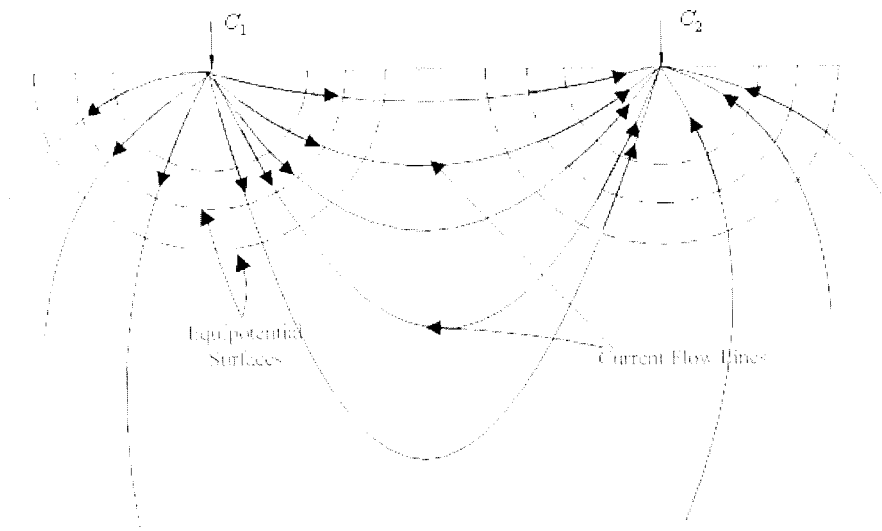 C₁
C₂
Equipotential
Surfaces
Current Flow Lines